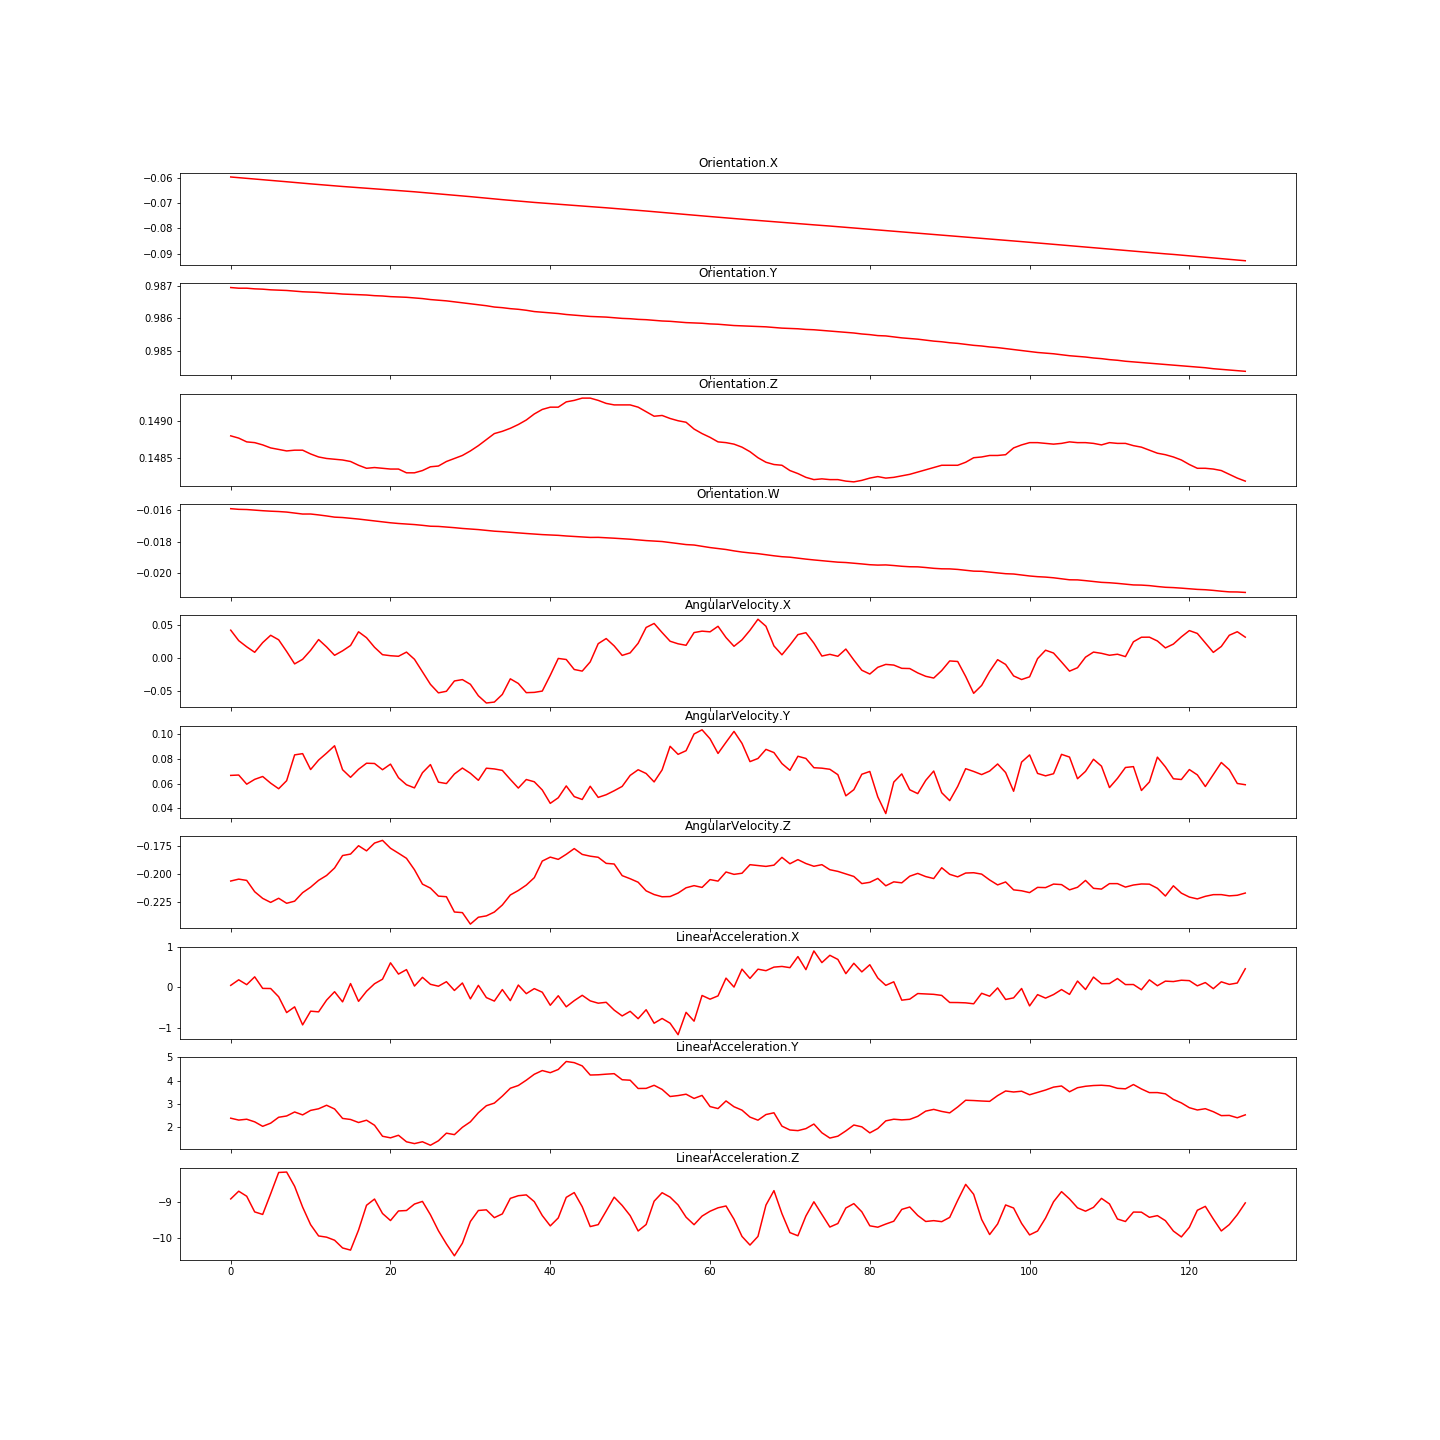 Orientation.X
−0.06
−0.07
−0.08
−0.09
Orientation.Y
0.987
0.986
0.985
Orientation.Z
0.1490
0.1485
Orientation.W
−0.016
−0.018
−0.020
AngularVelocity.X
0.05
0.00
−0.05
AngularVelocity.Y
0.10
0.08
0.06
0.04
AngularVelocity.Z
−0.175
−0.200
−0.225
LinearAcceleration.X
1
0
−1
LinearAcceleration.Y
5
4
3
2
LinearAcceleration.Z
−9
−10
0 20 40 60 80 100 120